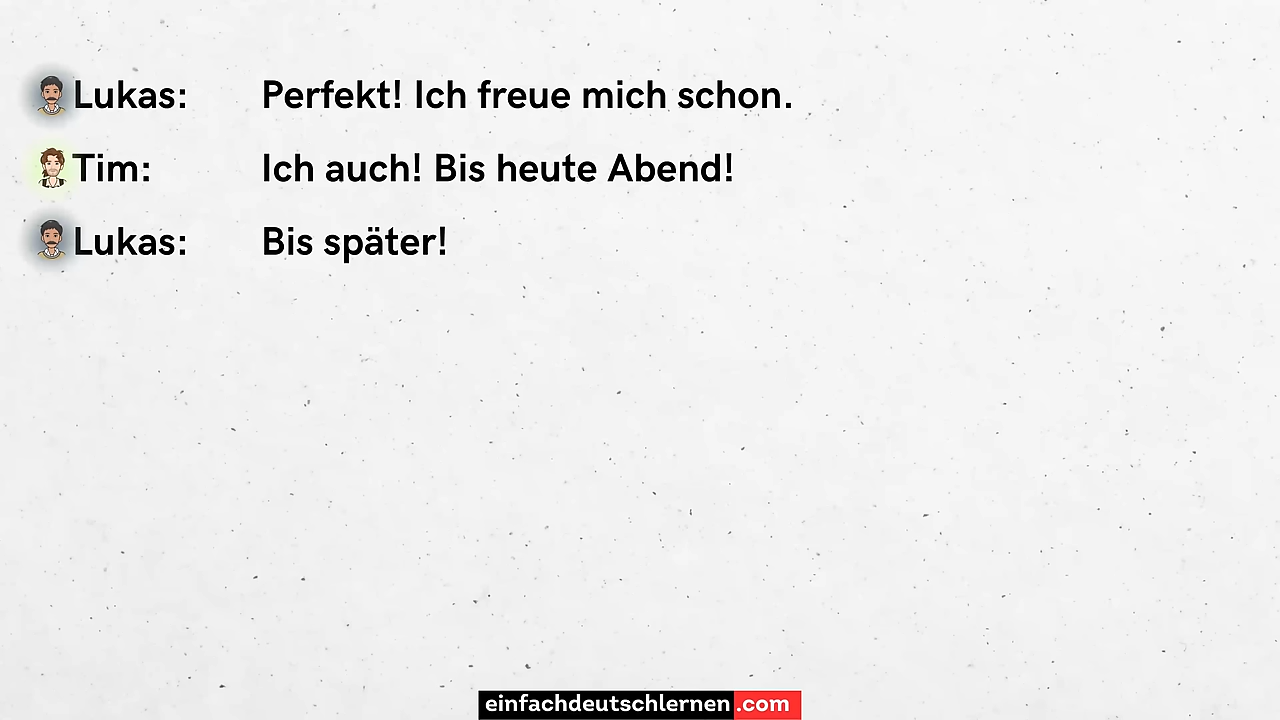 Lukas: Perfekt! Ich freue mich schon.
Tim: Ich auch! Bis heute Abend!
Lukas: Bis später!
einfachdeutschlernen.com